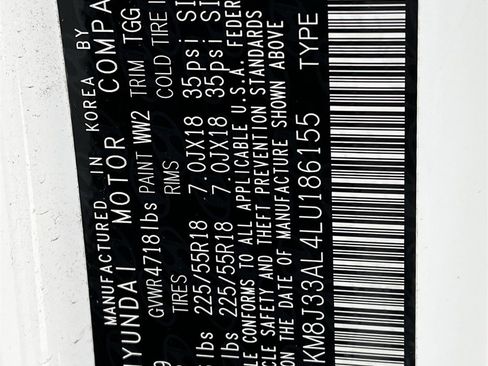 MANUFACTURED IN KOREA BY
HYUNDAI MOTOR COMPA
GVWR 4718lbs PAINT WW2 TRIM TGG
TIRES RIMS COLD TIRE
lbs 225/55R18 7.0JX18 35psi
lbs 225/55R18 7.0JX18 35psi
LE CONFORMS TO ALL APPLICABLE U.S.A. FEDER
CLE SAFETY AND THEFT PREVENTION STANDARDS
ON THE DATE OF MANUFACTURE SHOWN ABOVE
KM8J33AL4LU186155 TYPE